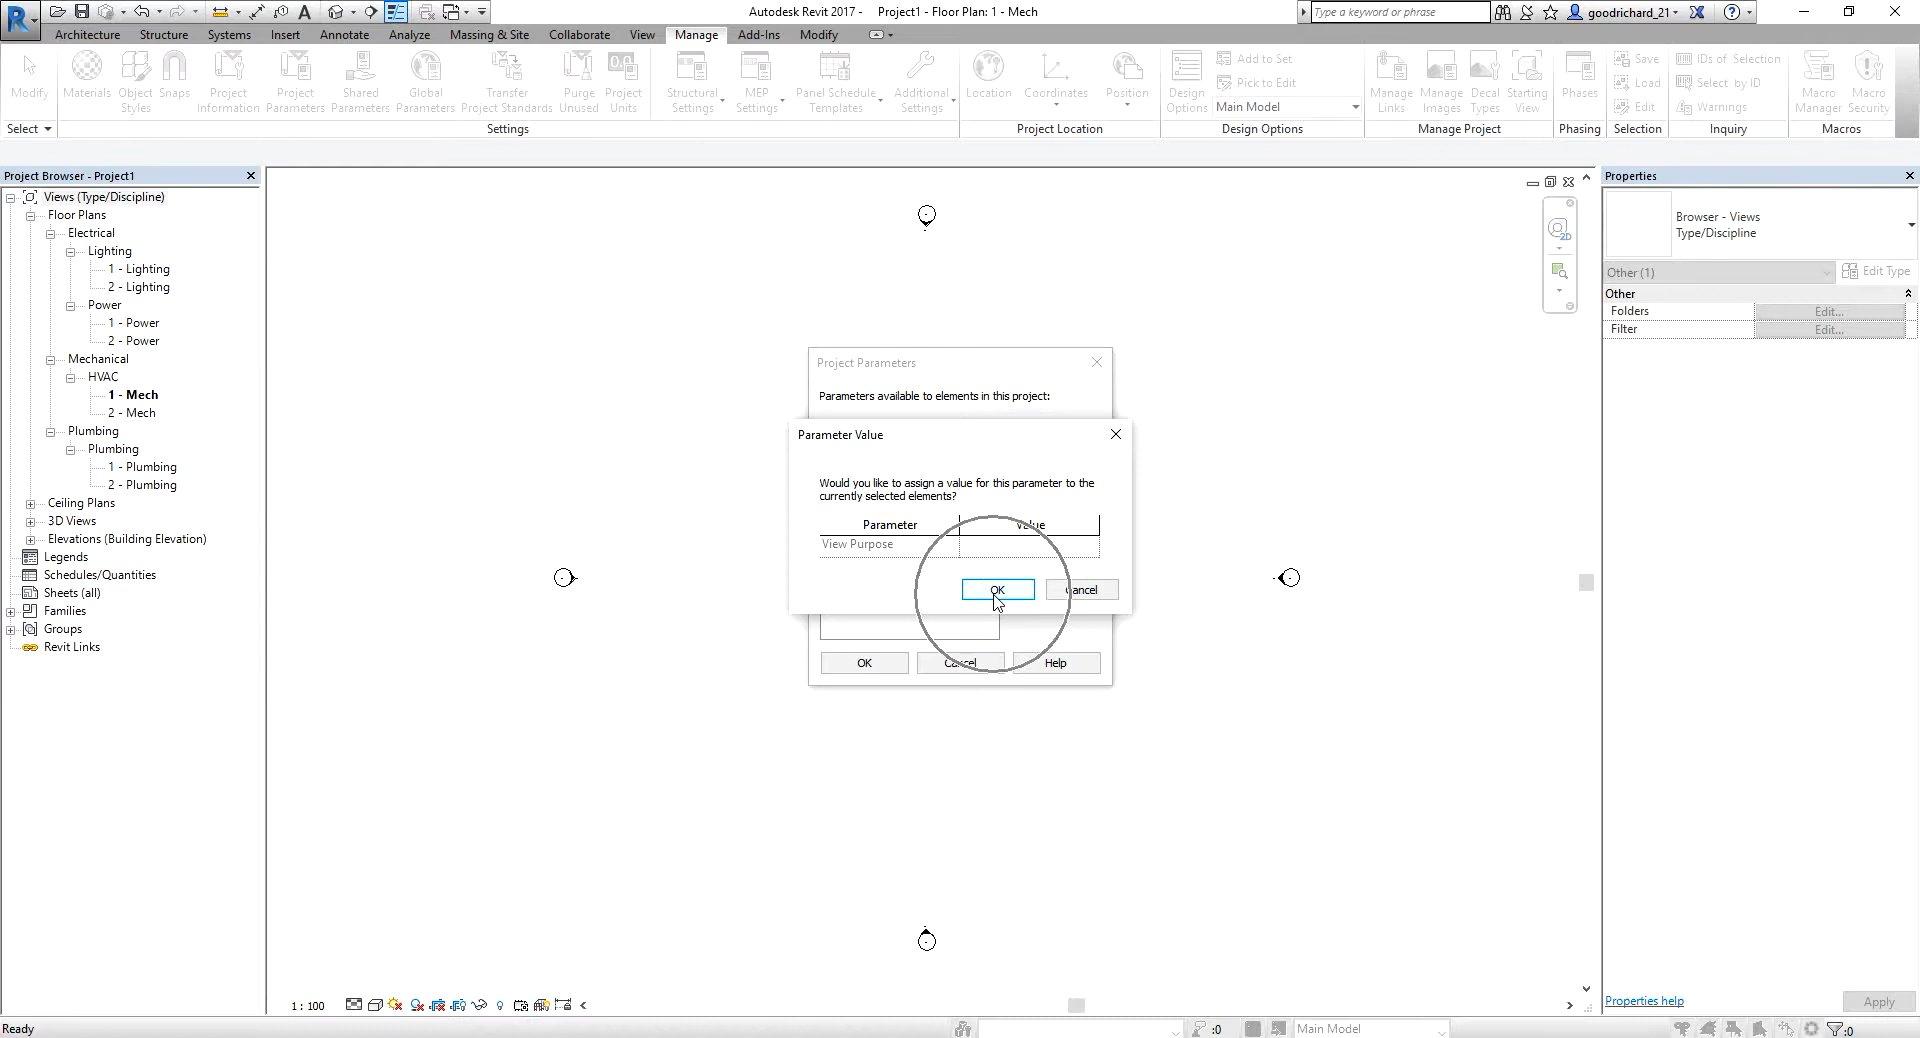 Autodesk Revit 2017 - Project1 - Floor Plan: 1 - Mech
Type a keyword or phrase
goodrichard_21
Architecture Structure Systems Insert Annotate Analyze Massing & Site Collaborate View Manage Add-Ins Modify
Modify
Materials
Object Styles
Snaps
Project Information
Project Parameters
Shared Parameters
Global Parameters
Transfer Project Standards
Purge Unused
Project Units
Structural Settings
MEP Settings
Panel Schedule Templates
Additional Settings
Location
Coordinates
Position
Design Options
Add to Set
Pick to Edit
Main Model
Manage Links
Manage Images
Decal Types
Starting View
Phases
Save
Load
Edit
IDs of Selection
Select by ID
Warnings
Macro Manager
Macro Security
Select Settings Project Location Design Options Manage Project Phasing Selection Inquiry Macros
Project Browser - Project1
Views (Type/Discipline)
Floor Plans
Electrical
Lighting
1 - Lighting
2 - Lighting
Power
1 - Power
2 - Power
Mechanical
HVAC
1 - Mech
2 - Mech
Plumbing
Plumbing
1 - Plumbing
2 - Plumbing
Ceiling Plans
3D Views
Elevations (Building Elevation)
Legends
Schedules/Quantities
Sheets (all)
Families
Groups
Revit Links
2D
Project Parameters
Parameters available to elements in this project:
Parameter Value
Would you like to assign a value for this parameter to the
currently selected elements?
Parameter Value
View Purpose
OK Cancel
OK Cancel Help
Properties
Browser - Views
Type/Discipline
Other (1) Edit Type
Other
Folders Edit...
Filter Edit...
Properties help Apply
1 : 100
Ready
:0
Main Model
:0